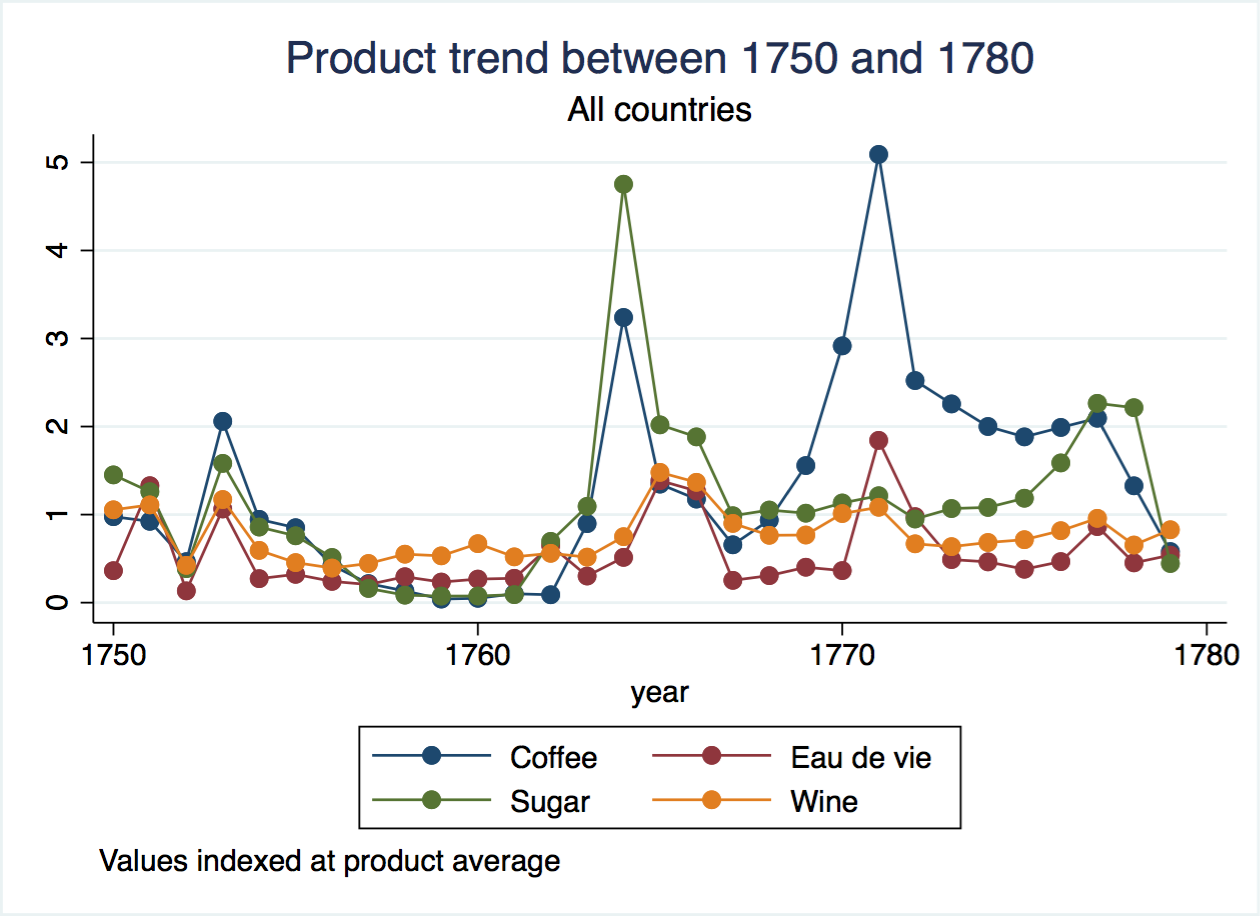 Product trend between 1750 and 1780
All countries
5
4
3
2
1
0
1750 1760 1770 1780
year
Coffee Eau de vie
Sugar Wine
Values indexed at product average